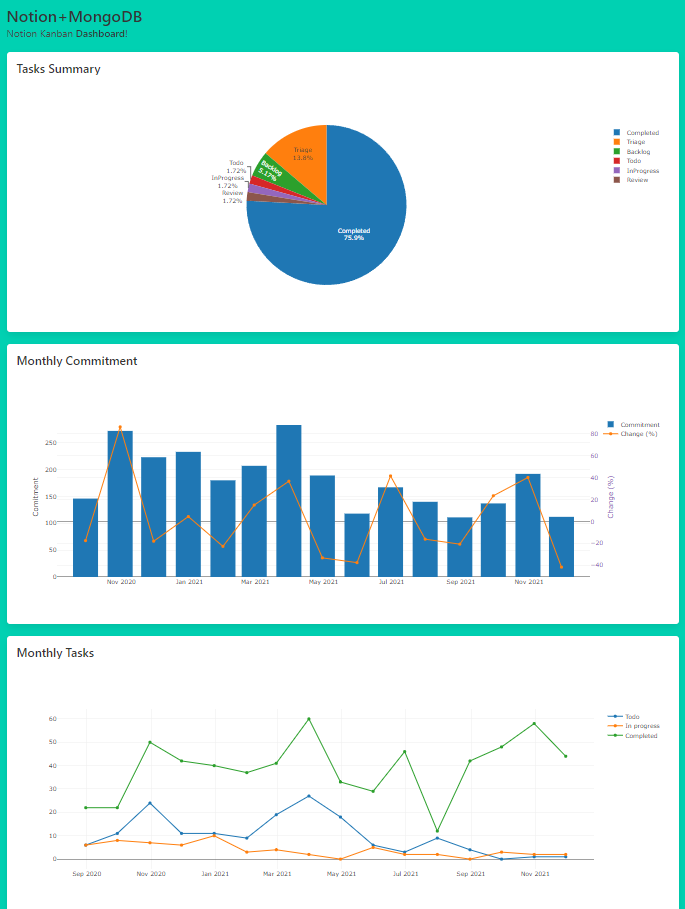 Notion+MongoDB
Notion Kanban Dashboard!
Tasks Summary
Triage
13.8%
Backlog
5.17%
Todo
1.72%
InProgress
1.72%
Review
1.72%
Completed
75.9%
Completed
Triage
Backlog
Todo
InProgress
Review
Monthly Commitment
Comitment
250
200
150
100
50
0
Nov 2020
Jan 2021
Mar 2021
May 2021
Jul 2021
Sep 2021
Nov 2021
80
60
40
20
0
−20
−40
Change (%)
Commitment
Change (%)
Monthly Tasks
60
50
40
30
20
10
0
Sep 2020
Nov 2020
Jan 2021
Mar 2021
May 2021
Jul 2021
Sep 2021
Nov 2021
Todo
In progress
Completed